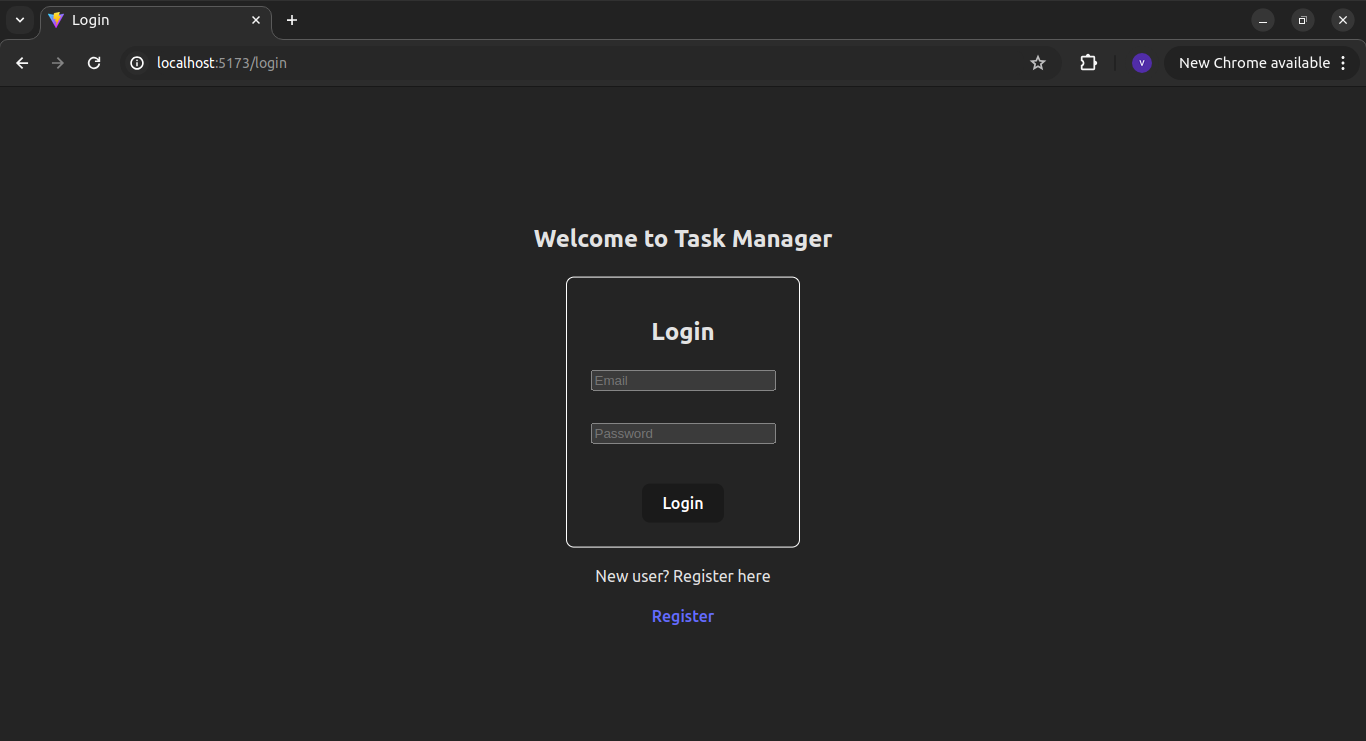 Login
localhost:5173/login
V
New Chrome available
Welcome to Task Manager
Login
Email
Password
Login
New user? Register here
Register